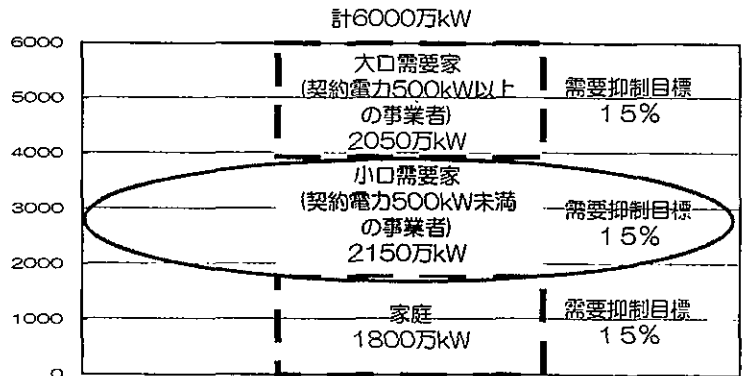 計6000万kW
6000
大口需要家
(契約電力500kW以上
の事業者)
2050万kW
需要抑制目標
15%
5000
4000
小口需要家
(契約電力500kW未満
の事業者)
2150万kW
需要抑制目標
15%
3000
2000
家庭
1800万kW
需要抑制目標
15%
1000
0